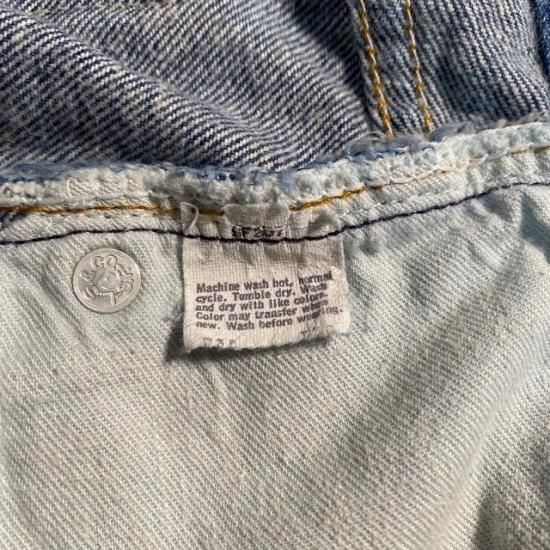 Machine wash hot, normal
cycle. Tumble dry. Wash
and dry with like colors.
Color may transfer when
new. Wash before wearing.